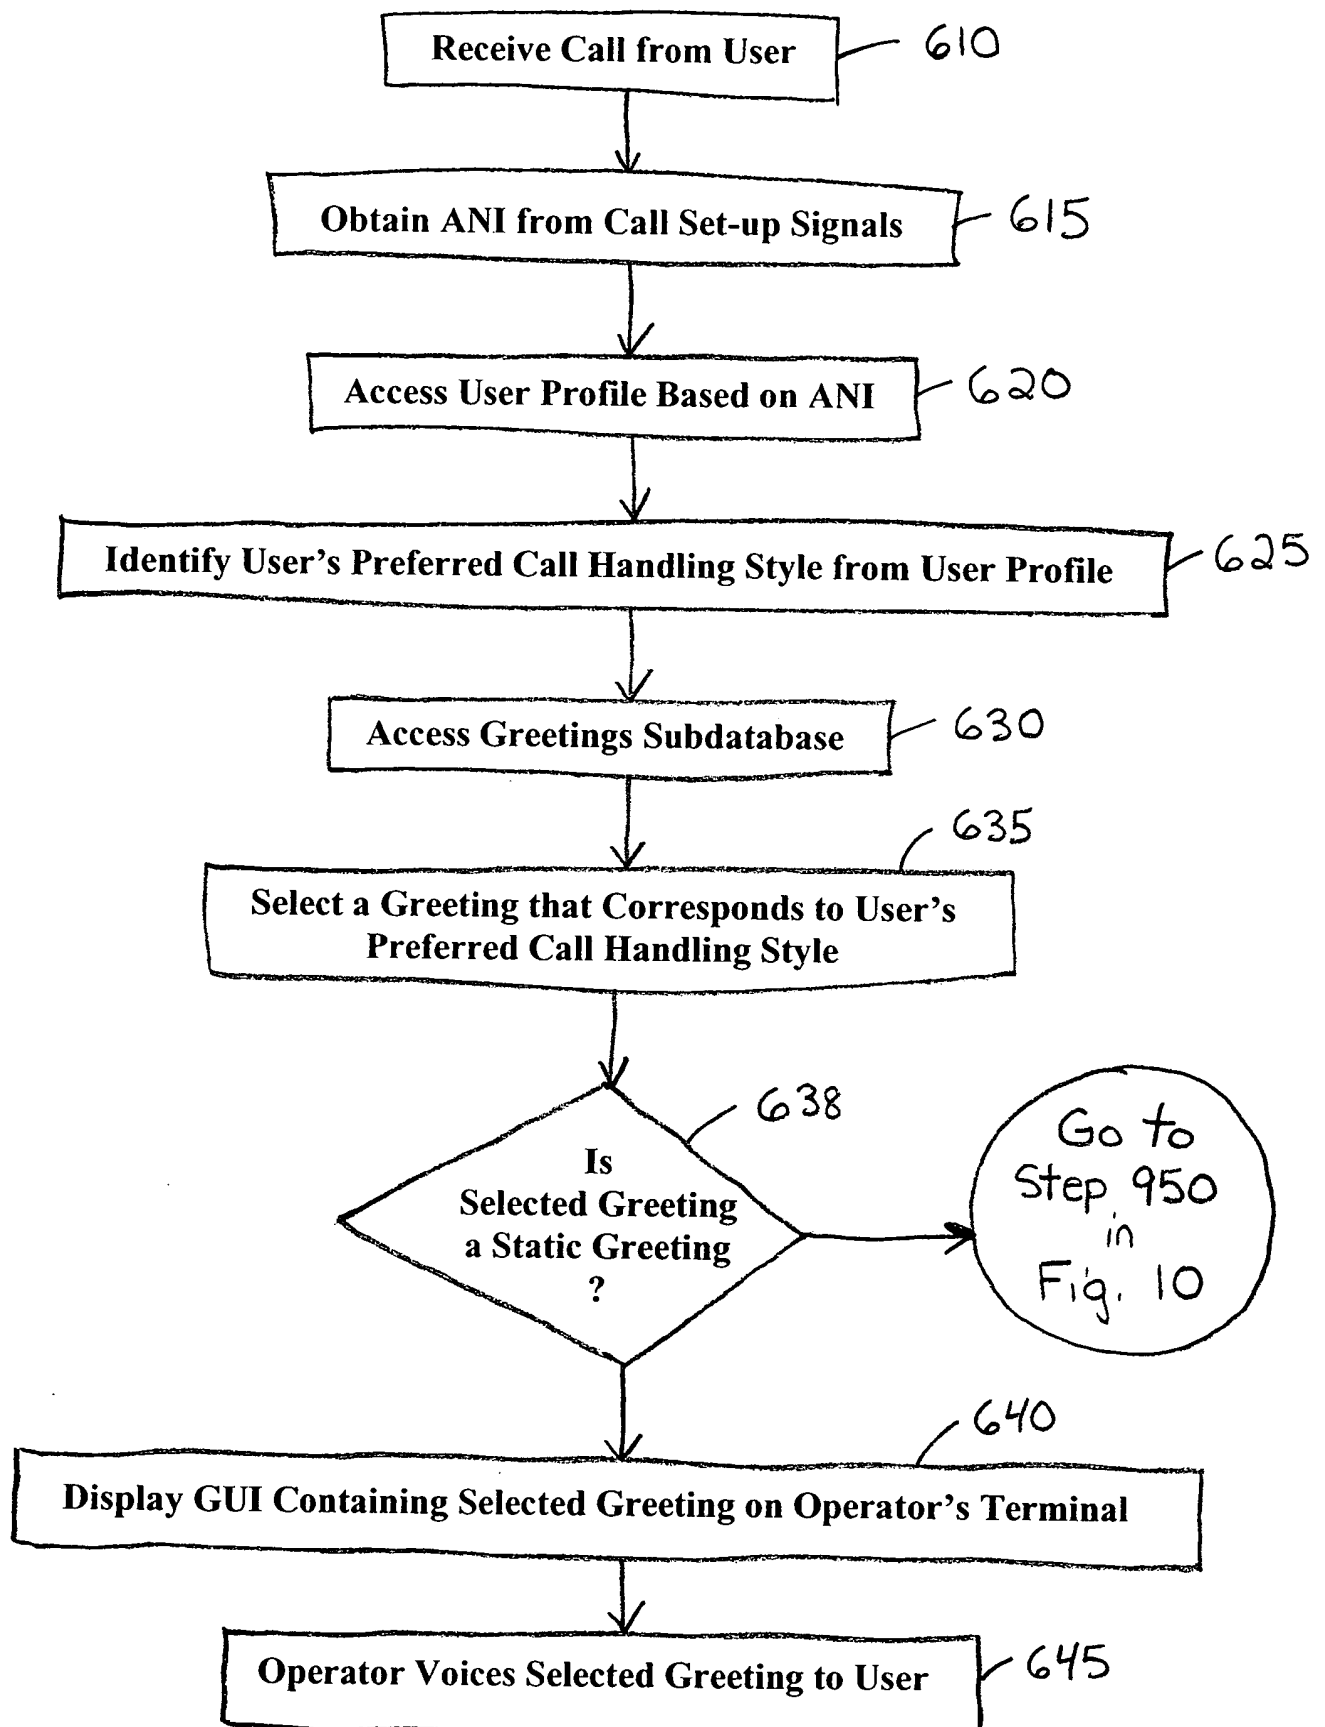 Receive Call from User
610
Obtain ANI from Call Set-up Signals
615
Access User Profile Based on ANI
620
Identify User's Preferred Call Handling Style from User Profile
625
Access Greetings Subdatabase
630
635
Select a Greeting that Corresponds to User's
Preferred Call Handling Style
638
Is
Selected Greeting
a Static Greeting
?
Go to
Step 950
in
Fig. 10
640
Display GUI Containing Selected Greeting on Operator's Terminal
Operator Voices Selected Greeting to User
645